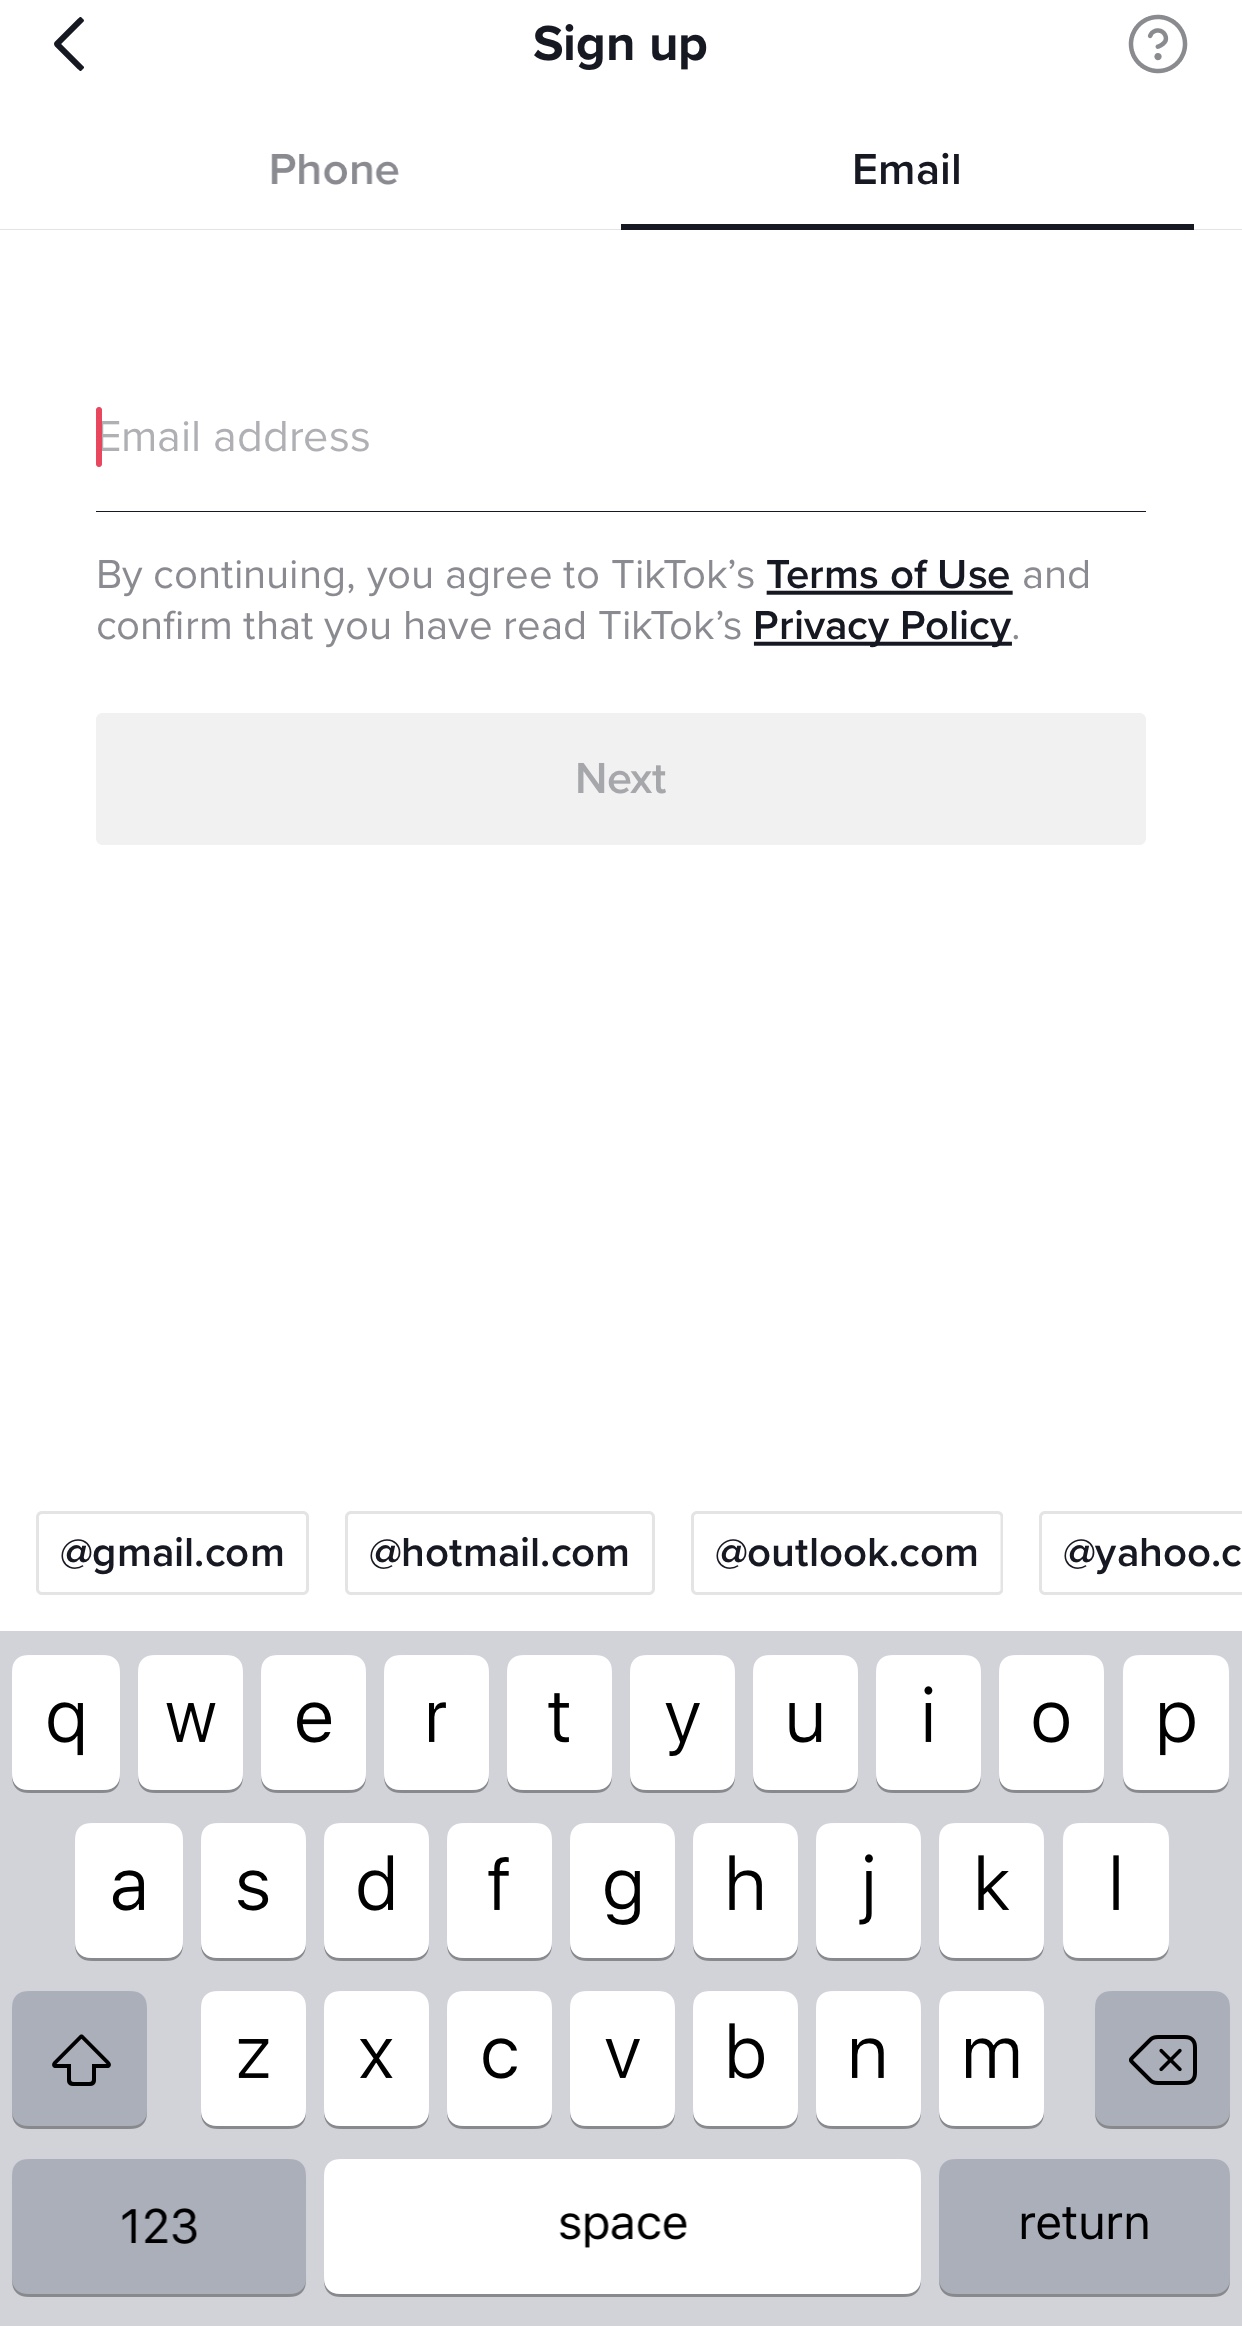 Sign up
?
Phone Email
Email address
By continuing, you agree to TikTok’s Terms of Use and
confirm that you have read TikTok’s Privacy Policy.
Next
@gmail.com @hotmail.com @outlook.com @yahoo.c
q w e r t y u i o p
a s d f g h j k l
z x c v b n m
123 space return